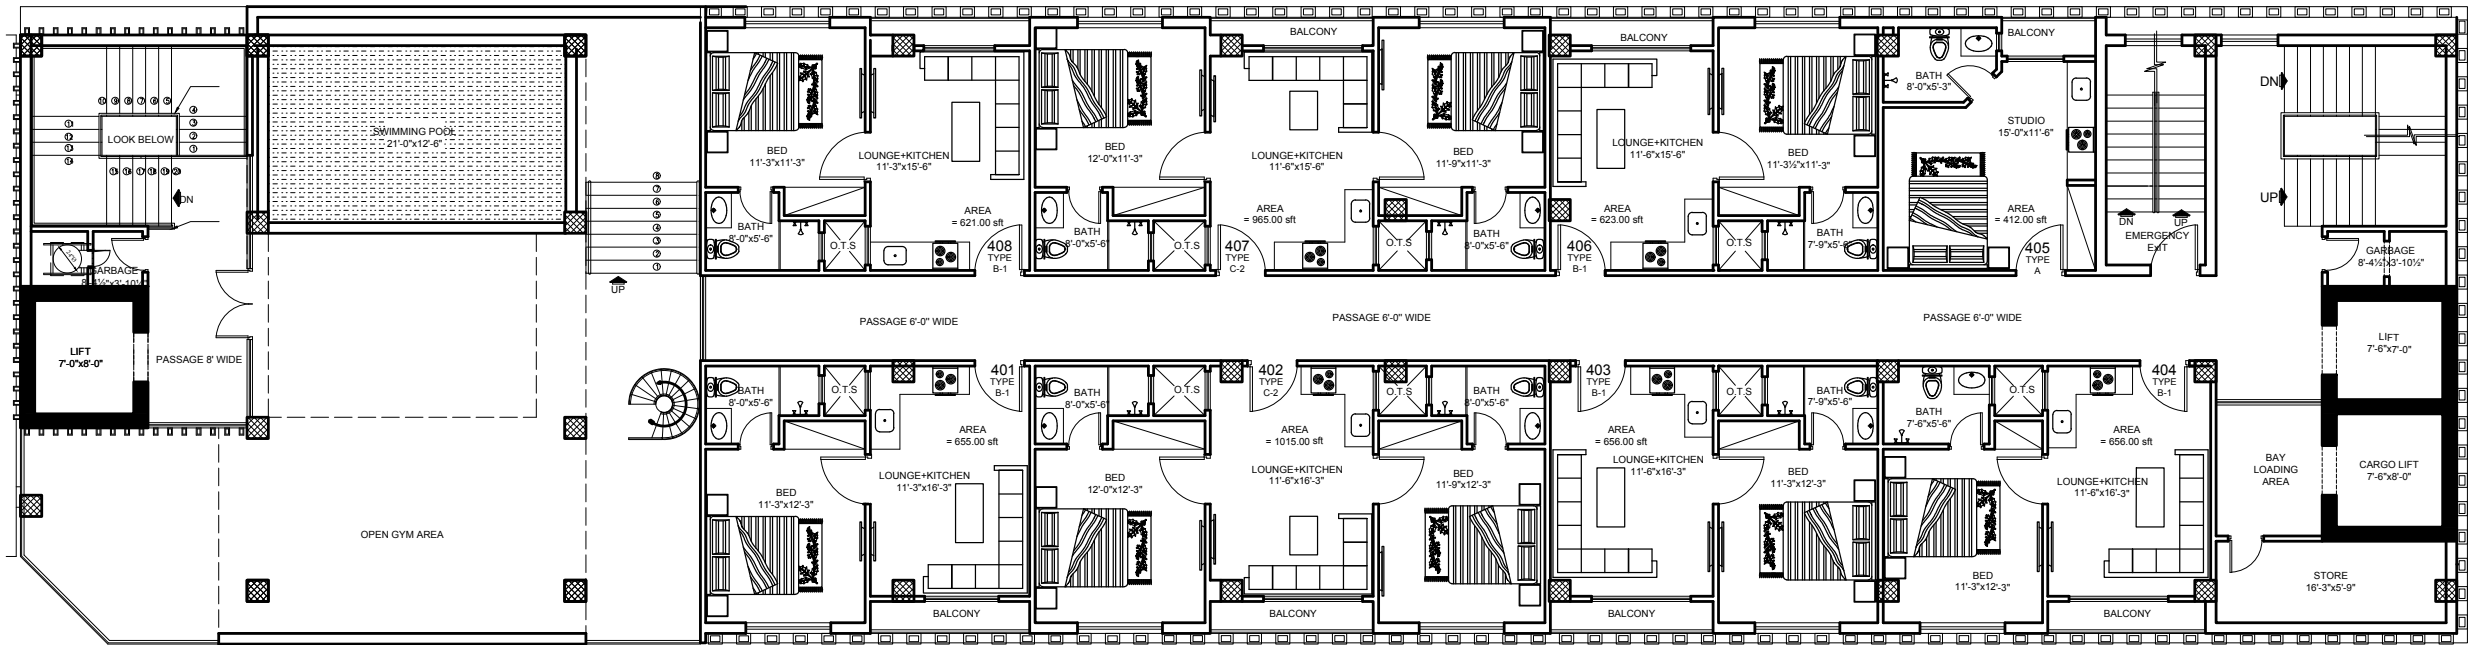 BALCONY
BALCONY
BALCONY
DN
LOOK BELOW
SWIMMING POOL
21'-0"x12'-6"
BED
11'-3"x11'-3"
LOUNGE+KITCHEN
11'-3"x15'-6"
BED
12'-0"x11'-3"
LOUNGE+KITCHEN
11'-6"x15'-6"
BED
11'-9"x11'-3"
LOUNGE+KITCHEN
11'-6"x15'-6"
BED
11'-3½"x11'-3"
BATH
8'-0"x5'-3"
STUDIO
15'-0"x11'-6"
DN
UP
UP
DN
UP
EMERGENCY
EXIT
BATH
8'-0"x5'-6"
O.T.S
AREA
= 621.00 sft
408
TYPE
B-1
BATH
8'-0"x5'-6"
O.T.S
AREA
= 965.00 sft
407
TYPE
C-2
O.T.S
BATH
8'-0"x5'-6"
AREA
= 623.00 sft
406
TYPE
B-1
O.T.S
BATH
7'-9"x5'-6"
AREA
= 412.00 sft
405
TYPE
A
GARBAGE
8'-4½"x3'-10½"
GARBAGE
8'-4½"x3'-10½"
LIFT
7'-0"x8'-0"
PASSAGE 8' WIDE
PASSAGE 6'-0" WIDE
PASSAGE 6'-0" WIDE
PASSAGE 6'-0" WIDE
LIFT
7'-6"x7'-0"
BATH
8'-0"x5'-6"
O.T.S
401
TYPE
B-1
AREA
= 655.00 sft
BATH
8'-0"x5'-6"
O.T.S
402
TYPE
C-2
AREA
= 1015.00 sft
O.T.S
BATH
8'-0"x5'-6"
403
TYPE
B-1
AREA
= 656.00 sft
O.T.S
BATH
7'-9"x5'-6"
BATH
7'-6"x5'-6"
O.T.S
404
TYPE
B-1
AREA
= 656.00 sft
BED
11'-3"x12'-3"
LOUNGE+KITCHEN
11'-3"x16'-3"
BED
12'-0"x12'-3"
LOUNGE+KITCHEN
11'-6"x16'-3"
BED
11'-9"x12'-3"
LOUNGE+KITCHEN
11'-6"x16'-3"
BED
11'-3"x12'-3"
BED
11'-3"x12'-3"
LOUNGE+KITCHEN
11'-6"x16'-3"
BAY
LOADING
AREA
CARGO LIFT
7'-6"x8'-0"
OPEN GYM AREA
STORE
16'-3"x5'-9"
BALCONY
BALCONY
BALCONY
BALCONY